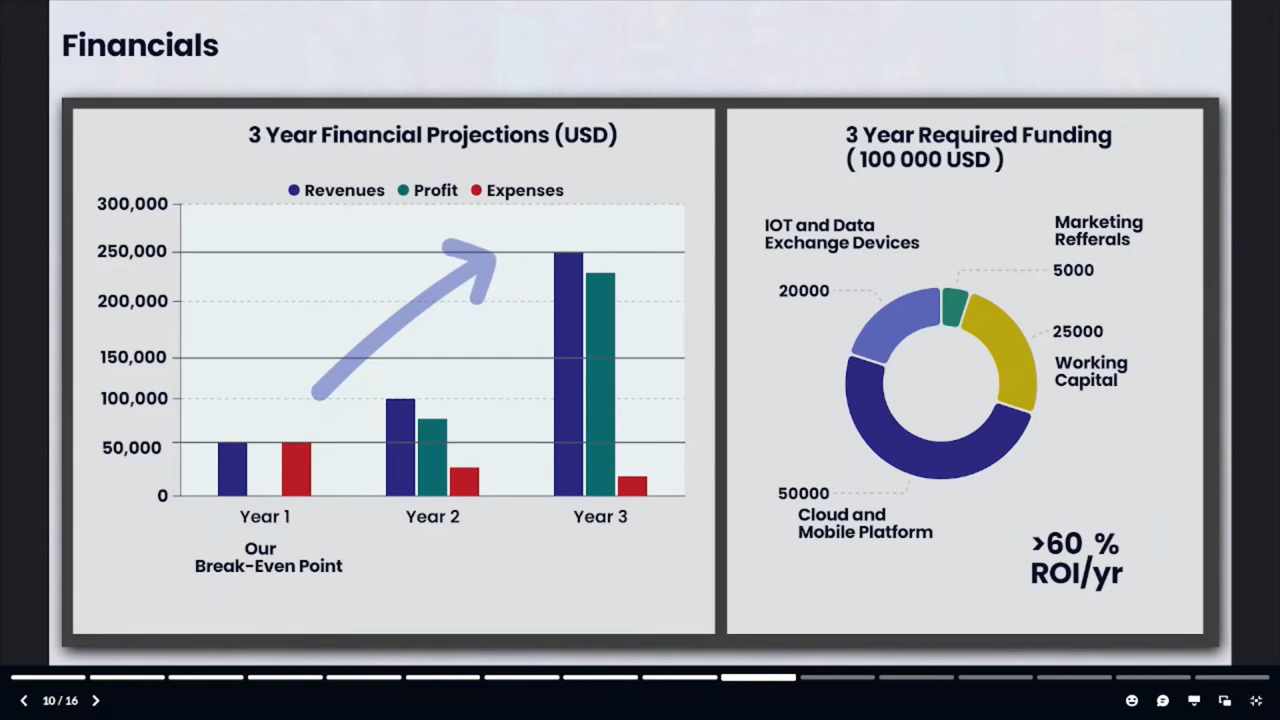 Financials
3 Year Financial Projections (USD)
Revenues Profit Expenses
300,000
250,000
200,000
150,000
100,000
50,000
0
Year 1 Year 2 Year 3
Our
Break-Even Point
3 Year Required Funding
( 100 000 USD )
IOT and Data
Exchange Devices
20000
Marketing
Refferals
5000
25000
Working
Capital
50000
Cloud and
Mobile Platform
>60 %
ROI/yr
10 / 16